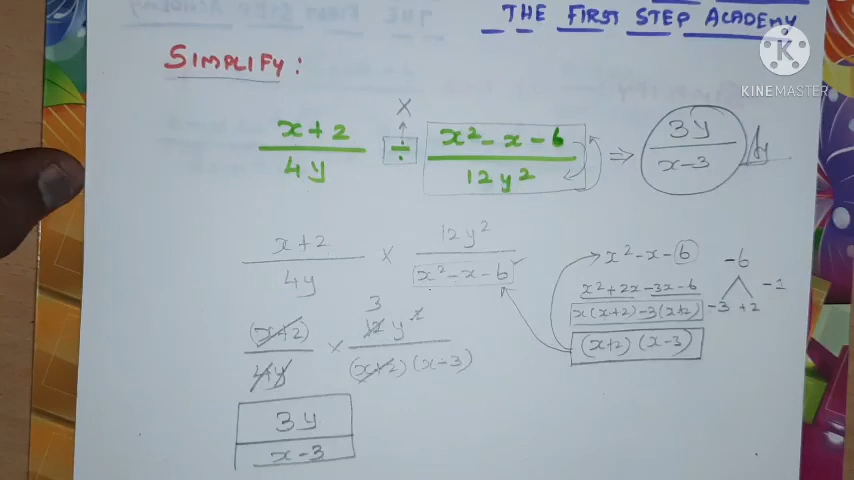 THE FIRST STEP ACADEMY
K
KINEMASTER
SIMPLIFY:
x+2 / 4y ÷ x² - x - 6 / 12y² ⇒ 3y / x-3
×
x+2 / 4y × 12y² / x² - x - 6
(x+2) / 4y × 12y² / (x+2)(x-3)
3
3y / x-3
x² - x - 6
x² + 2x - 3x - 6
x(x+2) - 3(x+2)
(x+2)(x-3)
-6
-3 +2 -1